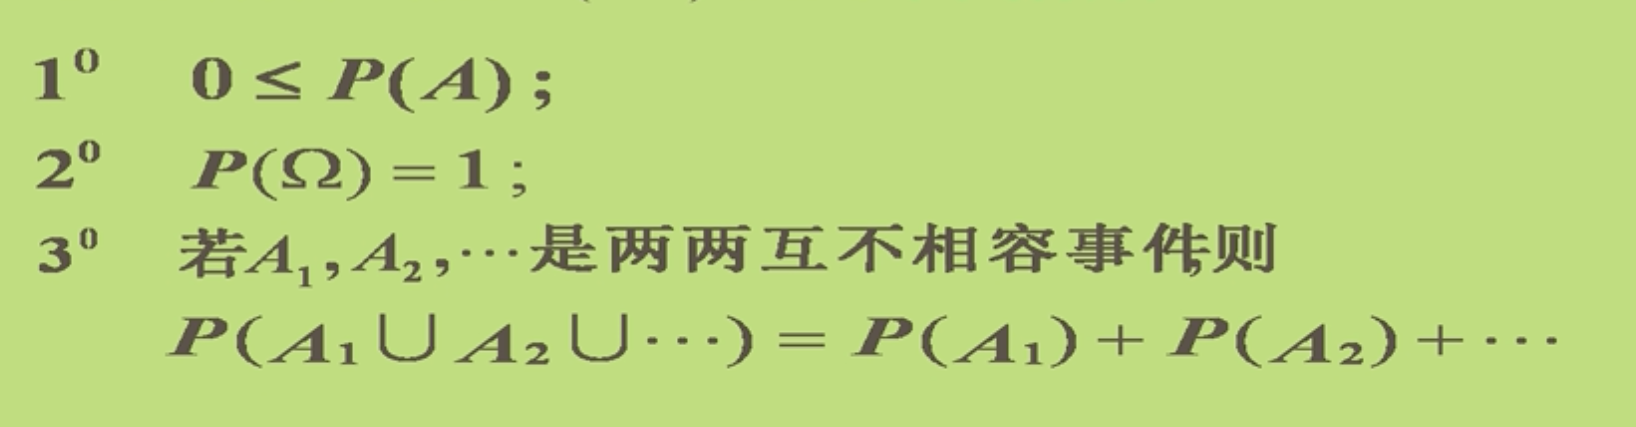 1⁰ 0 ≤ P(A);
2⁰ P(Ω) = 1;
3⁰ 若A₁, A₂, ⋯是两两互不相容事件,则
P(A₁ ∪ A₂ ∪ ⋯) = P(A₁) + P(A₂) + ⋯